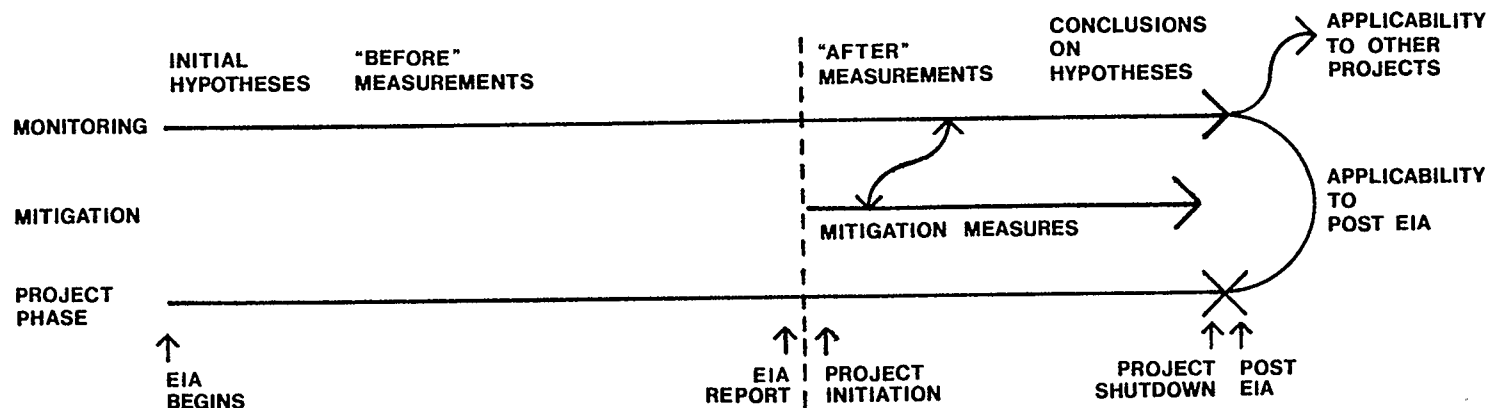 INITIAL
HYPOTHESES
"BEFORE"
MEASUREMENTS
"AFTER"
MEASUREMENTS
CONCLUSIONS
ON
HYPOTHESES
APPLICABILITY
TO OTHER
PROJECTS
MONITORING
MITIGATION
MITIGATION MEASURES
APPLICABILITY
TO
POST EIA
PROJECT
PHASE
EIA
BEGINS
EIA
REPORT
PROJECT
INITIATION
PROJECT
SHUTDOWN
POST
EIA